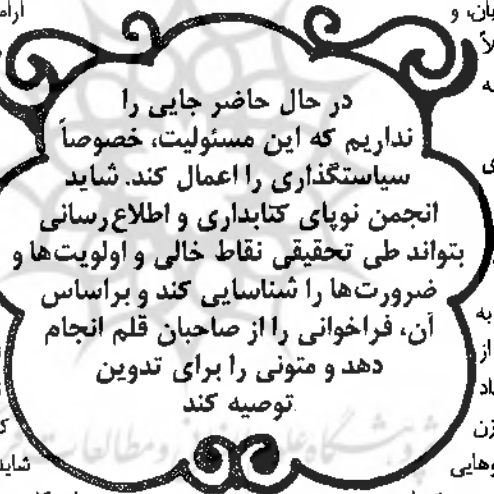 در حال حاضر جایی را
نداریم که این مسئولیت، خصوصاً
سیاستگذاری را اعمال کند. شاید
انجمن نوپای کتابداری و اطلاع‌رسانی
بتواند طی تحقیقی نقاط خالی و اولویت‌ها و
ضرورت‌ها را شناسایی کند و براساس
آن، فراخوانی را از صاحبان قلم انجام
دهد و متونی را برای تدوین
توصیه کند